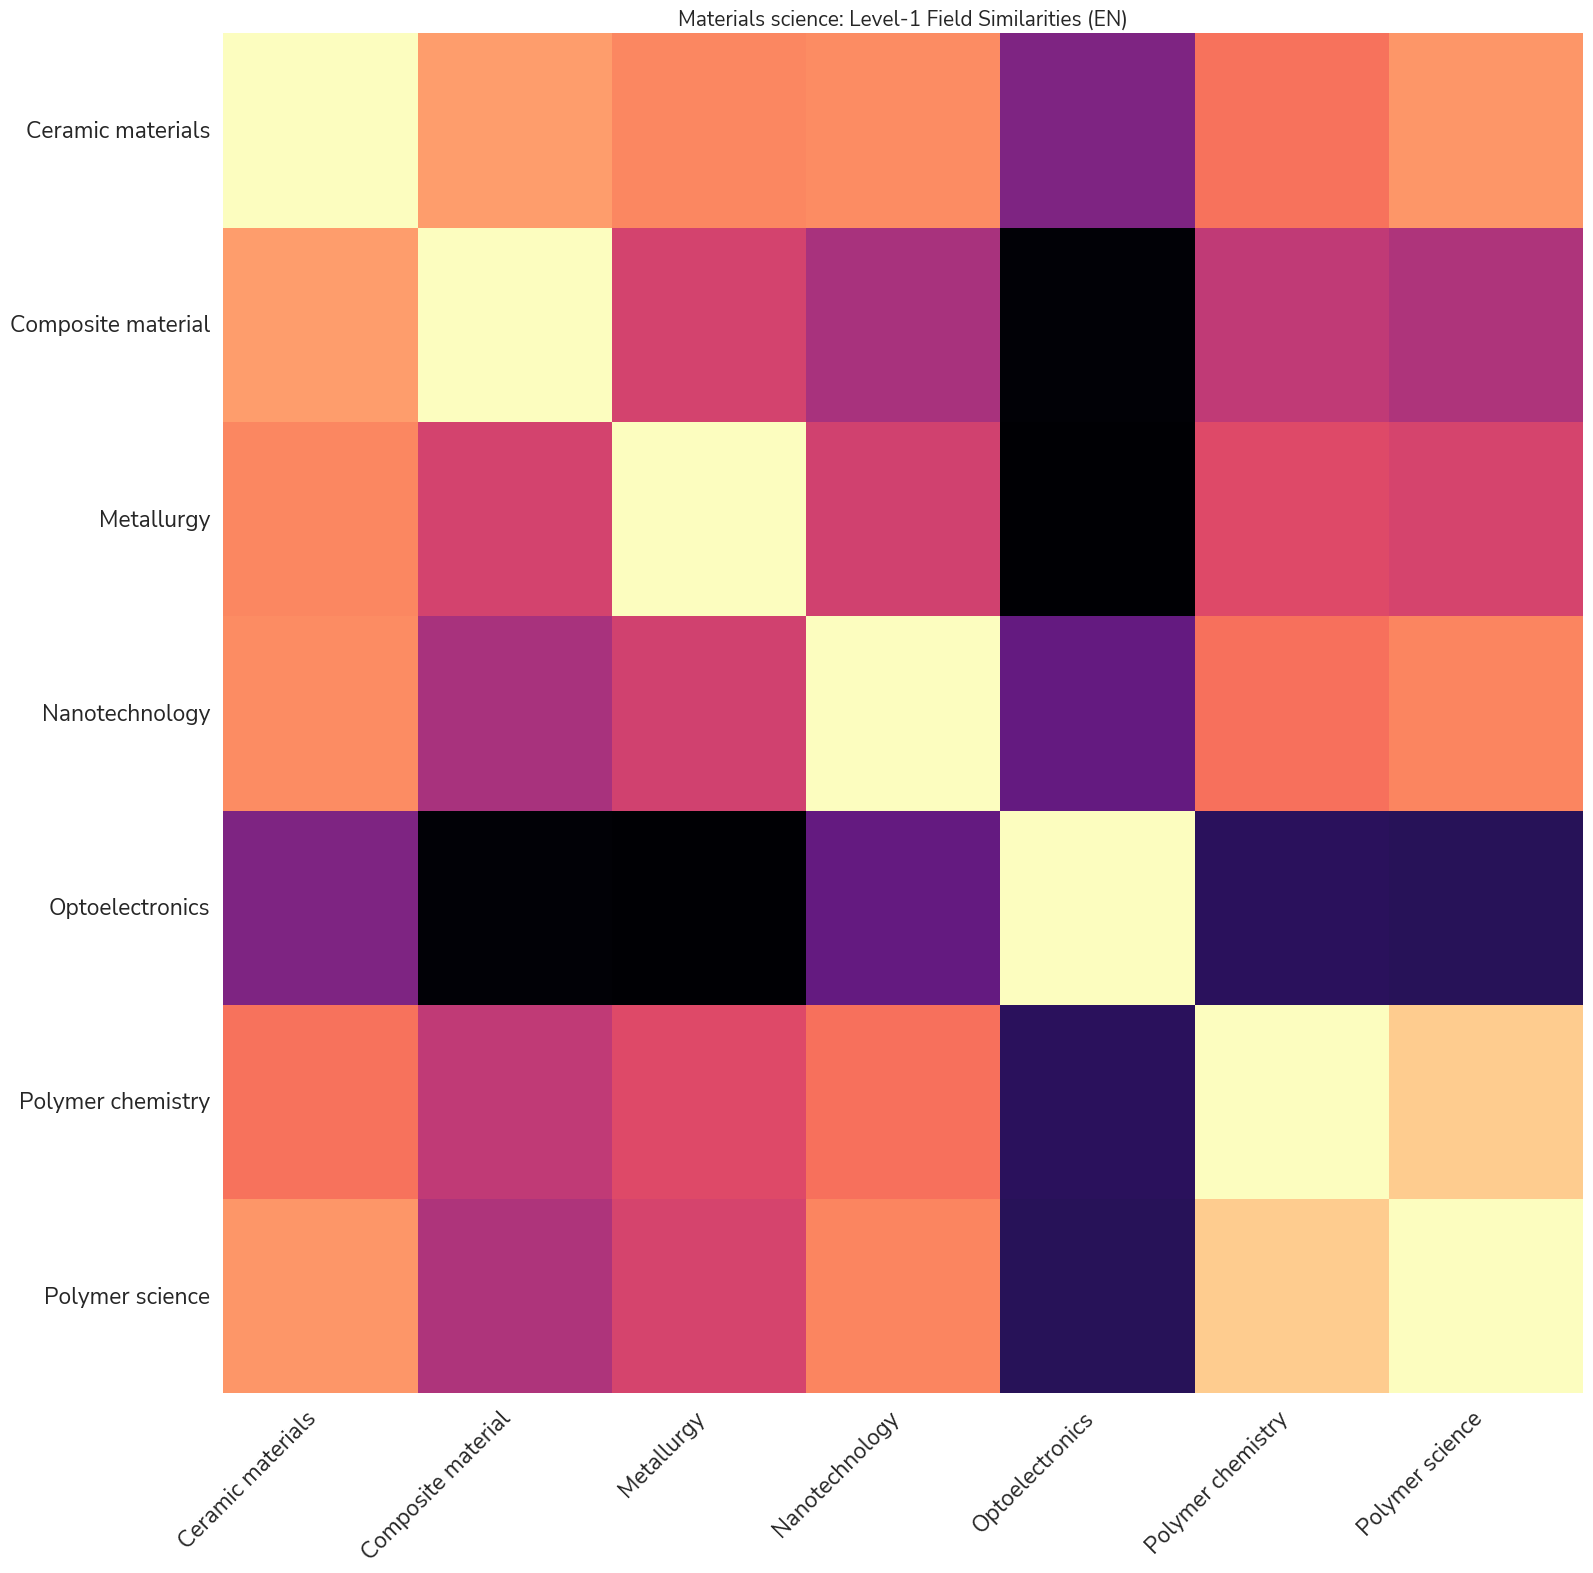 Materials science: Level-1 Field Similarities (EN)
Ceramic materials
Composite material
Metallurgy
Nanotechnology
Optoelectronics
Polymer chemistry
Polymer science
Ceramic materials
Composite material
Metallurgy
Nanotechnology
Optoelectronics
Polymer chemistry
Polymer science